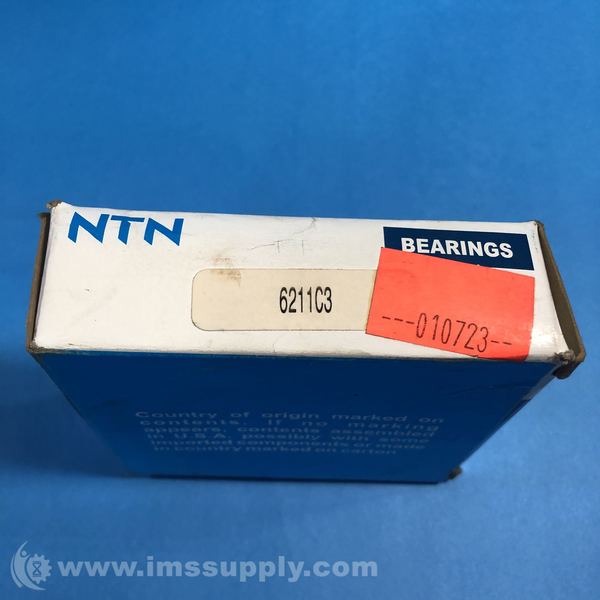 NTN
BEARINGS
6211C3
---010723--
Country of origin marked on
contents. If no marking
appears, contents assembled
in U.S.A. possibly with some
imported components or made
in country marked on carton
www.imssupply.com